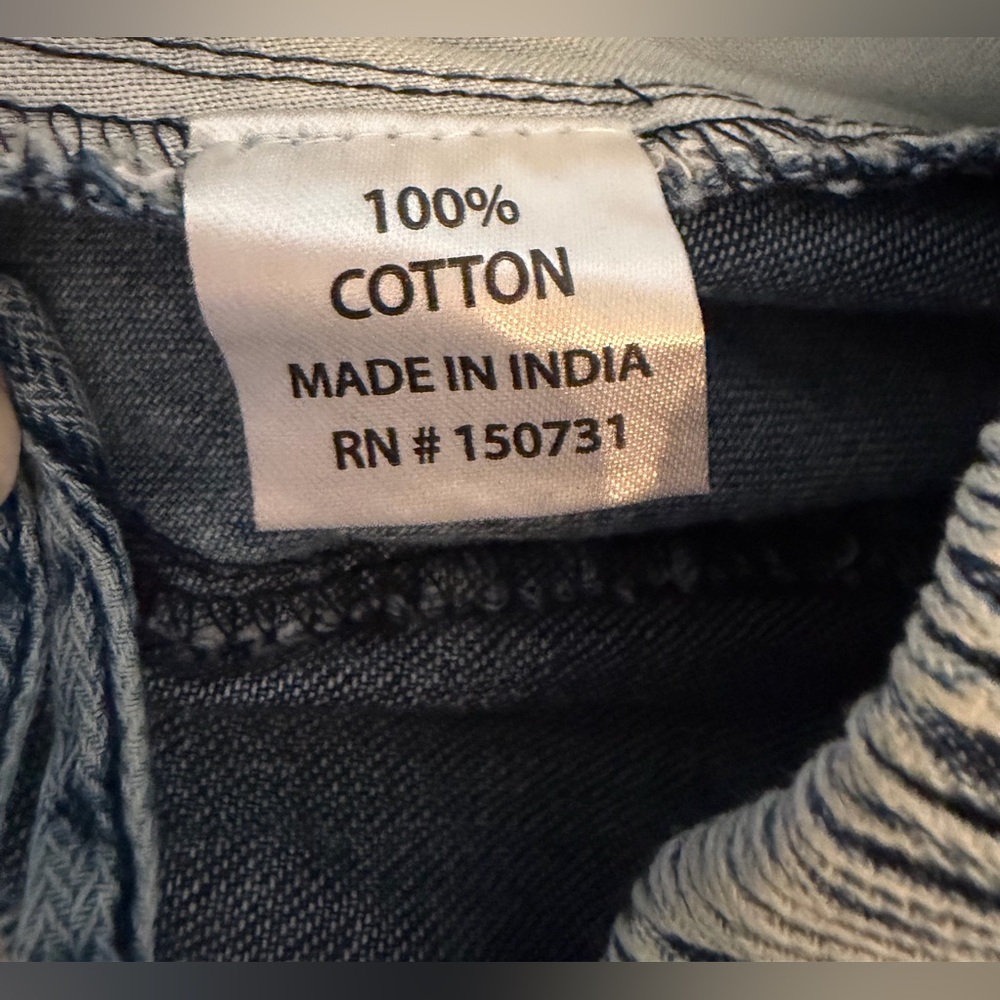 100%
COTTON
MADE IN INDIA
RN # 150731